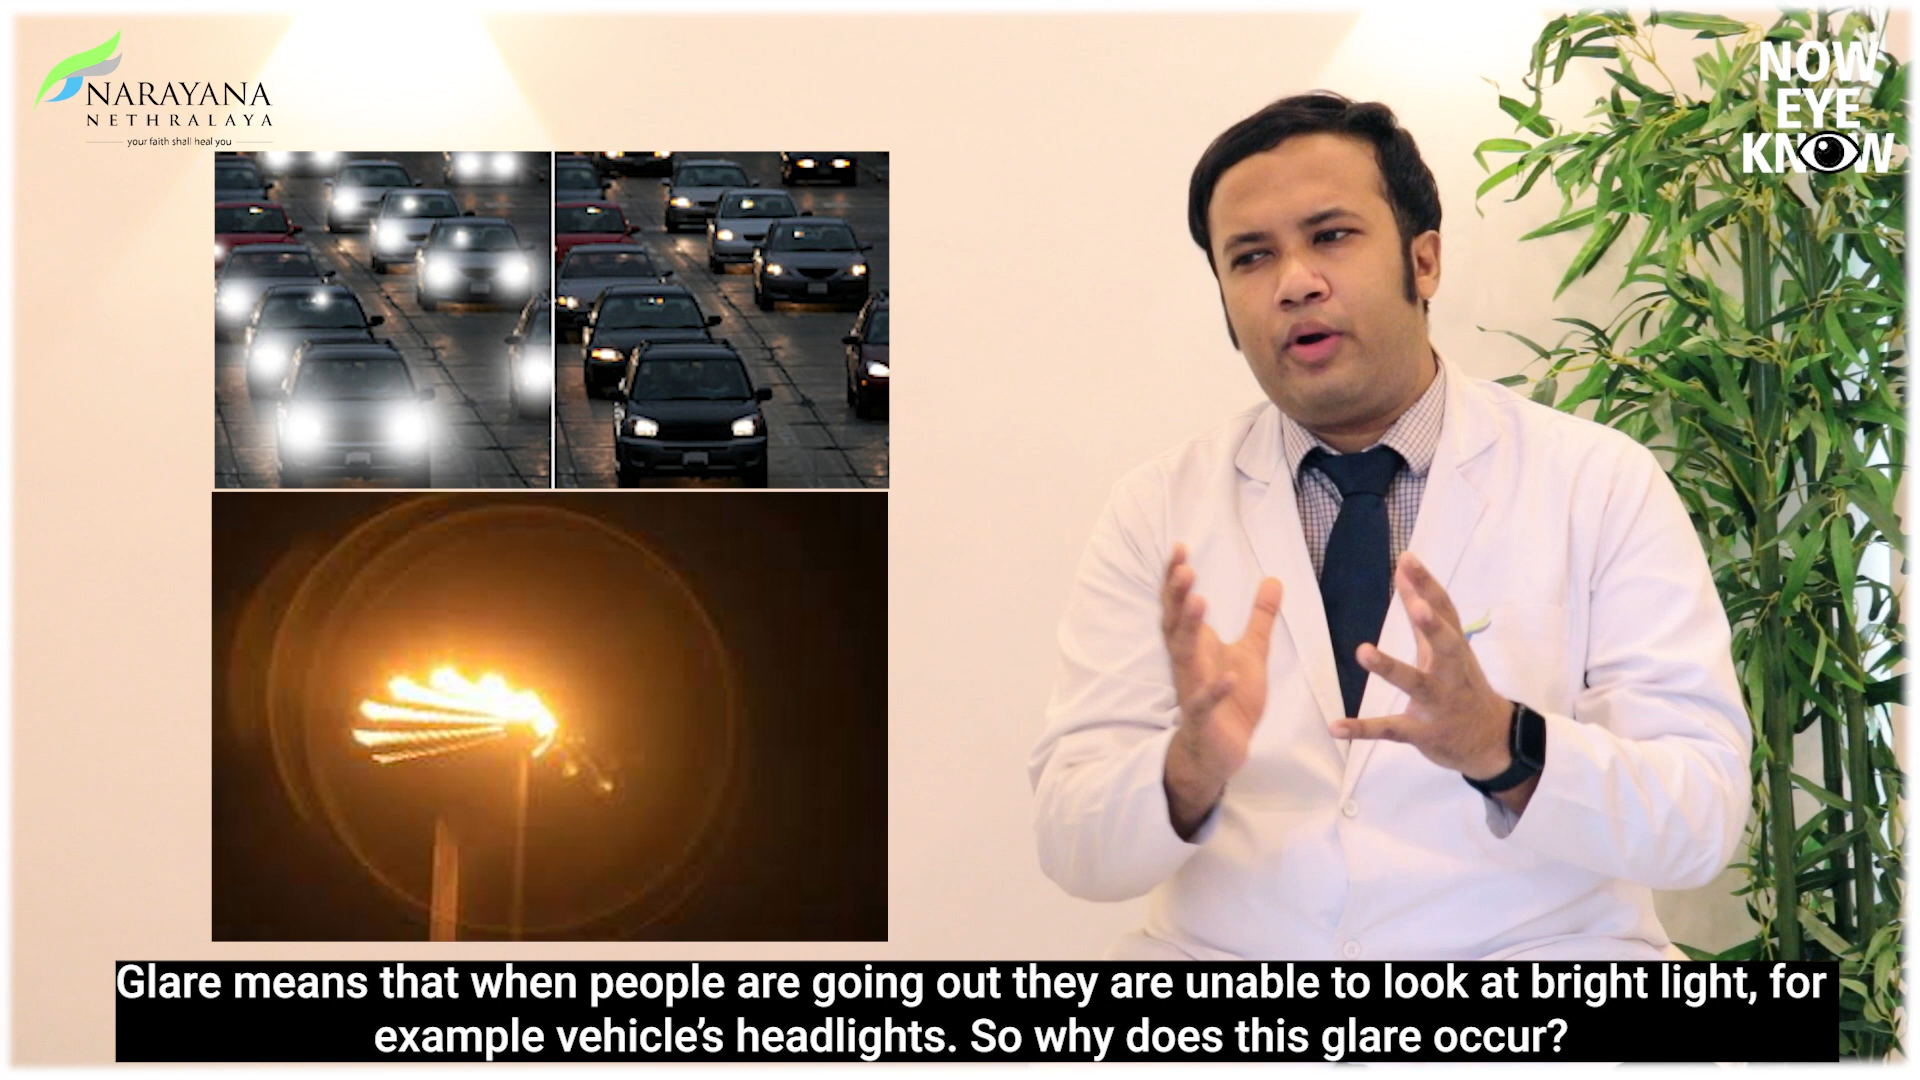 NARAYANA
NETHRALAYA
your faith shall heal you
NOW
EYE
KNOW
Glare means that when people are going out they are unable to look at bright light, for
example vehicle's headlights. So why does this glare occur?